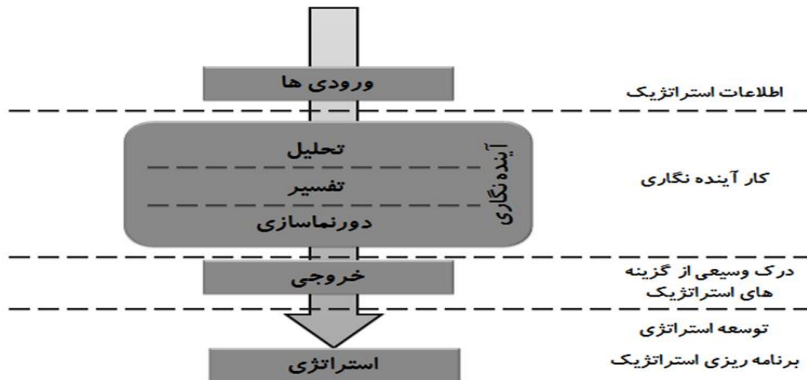 ورودی ها
اطلاعات استراتژیک
تحلیل
تفسیر
دورنماسازی
آینده‌نگاری
کار آینده نگاری
خروجی
درک وسیعی از گزینه
های استراتژیک
توسعه استراتژی
استراتژی
برنامه ریزی استراتژیک